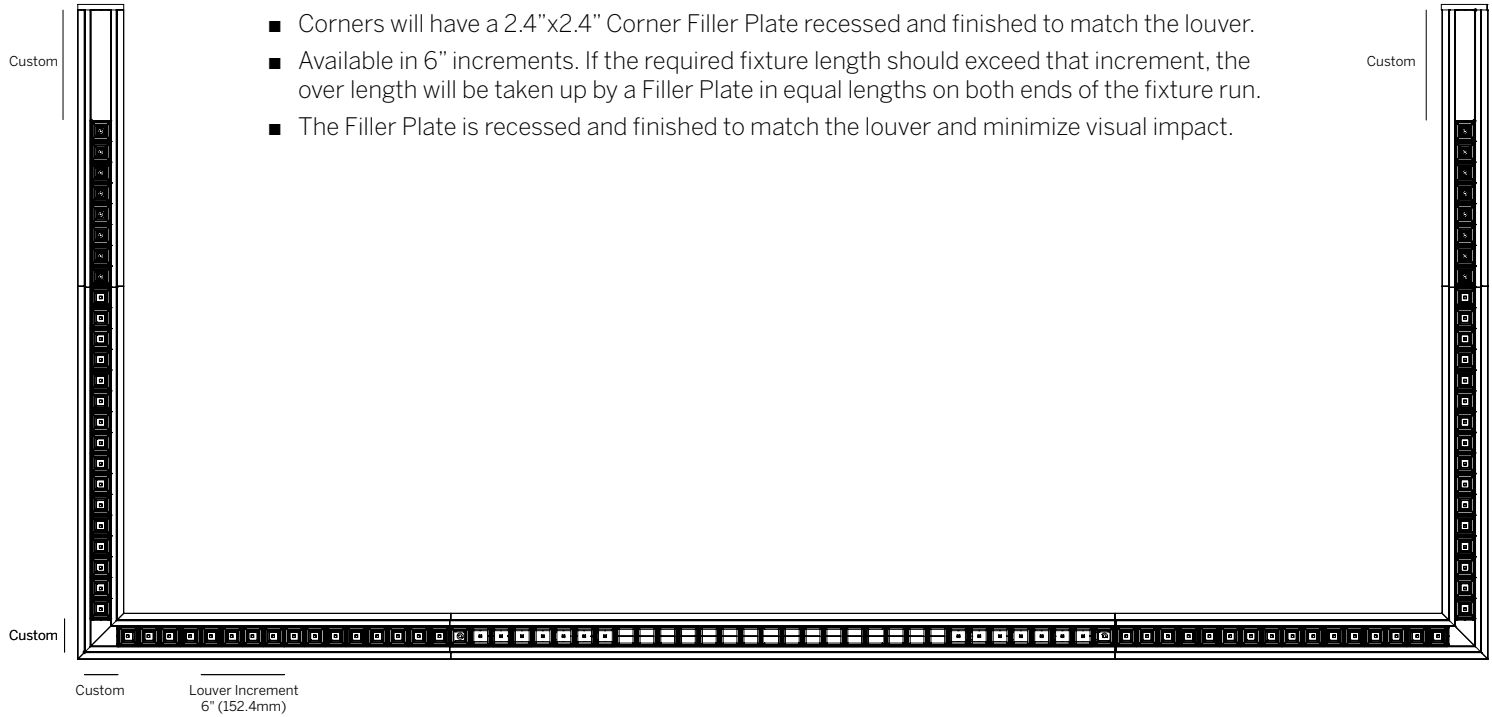 ■ Corners will have a 2.4”x2.4” Corner Filler Plate recessed and finished to match the louver.
■ Available in 6” increments. If the required fixture length should exceed that increment, the
over length will be taken up by a Filler Plate in equal lengths on both ends of the fixture run.
■ The Filler Plate is recessed and finished to match the louver and minimize visual impact.
Custom
Custom
Custom
Custom
Louver Increment
6" (152.4mm)